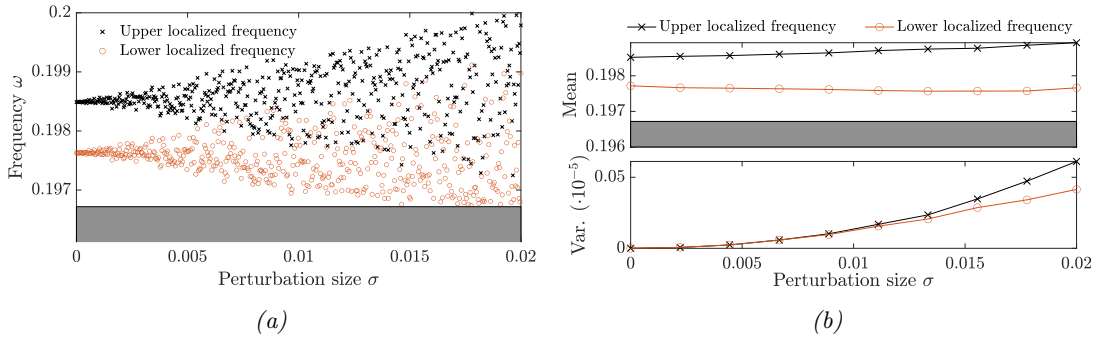 0.2
0.199
0.198
0.197
Frequency ω
× Upper localized frequency
○ Lower localized frequency
0 0.005 0.01 0.015 0.02
Perturbation size σ
(a)
Upper localized frequency Lower localized frequency
0.198
0.197
0.196
Mean
0.05
0
Var. (·10⁻⁵)
0 0.005 0.01 0.015 0.02
Perturbation size σ
(b)